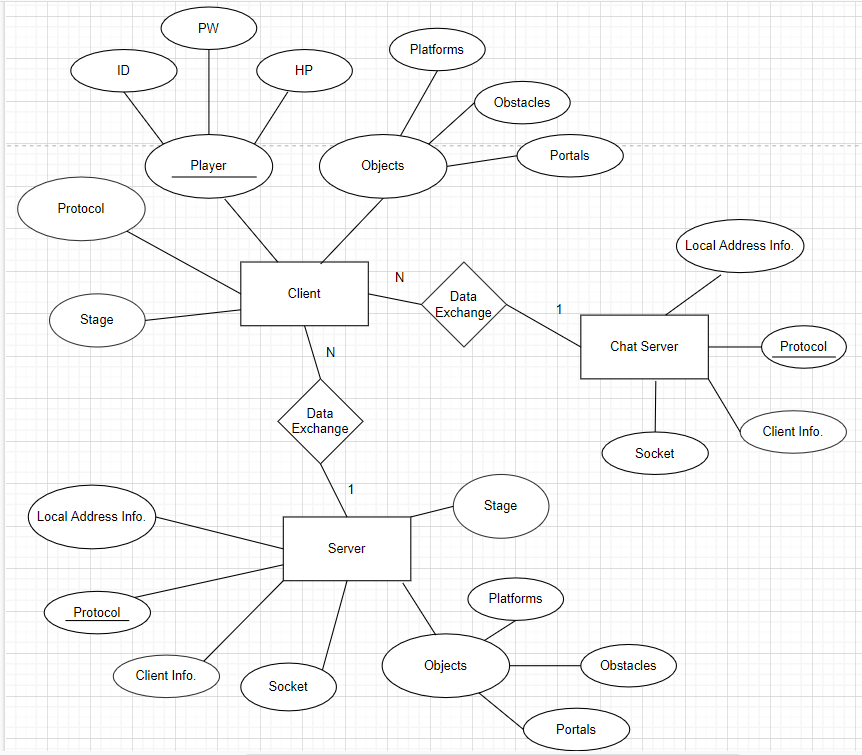 PW
Platforms
ID
HP
Obstacles
Player
Objects
Portals
Protocol
Local Address Info.
N
Client
Data
Exchange
1
Stage
Chat Server
Protocol
N
Data
Exchange
Client Info.
Socket
1
Stage
Local Address Info.
Server
Platforms
Protocol
Objects
Obstacles
Client Info.
Socket
Portals